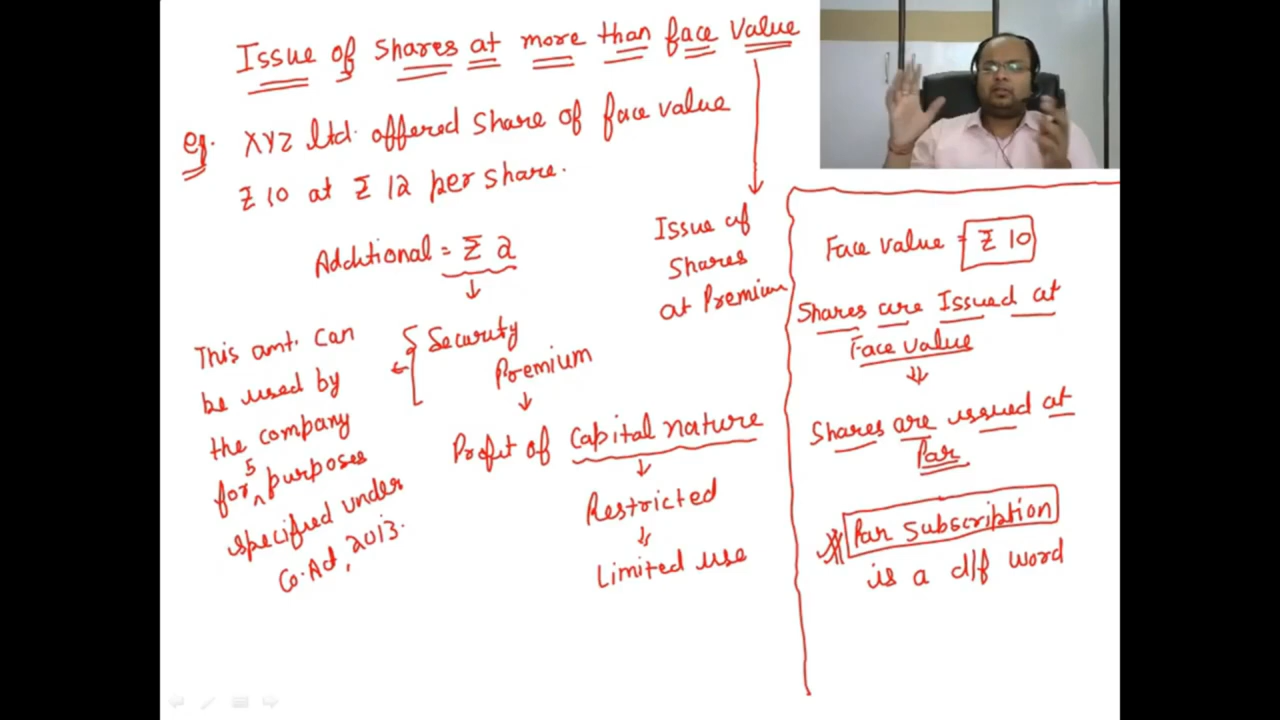 Issue of shares at more than face value
eg. XYZ ltd. offered share of face value
₹ 10 at ₹ 12 per share.
Additional = ₹ 2
Security
Premium
Profit of capital nature
Restricted
Limited use
This amt. can
be used by
the company
for 5 purposes
specified under
Co. Act, 2013.
Issue of
shares
at Premium
Face value = ₹ 10
Shares are Issued at
Face value
Shares are issued at
Par
Par Subscription
is a d/f word